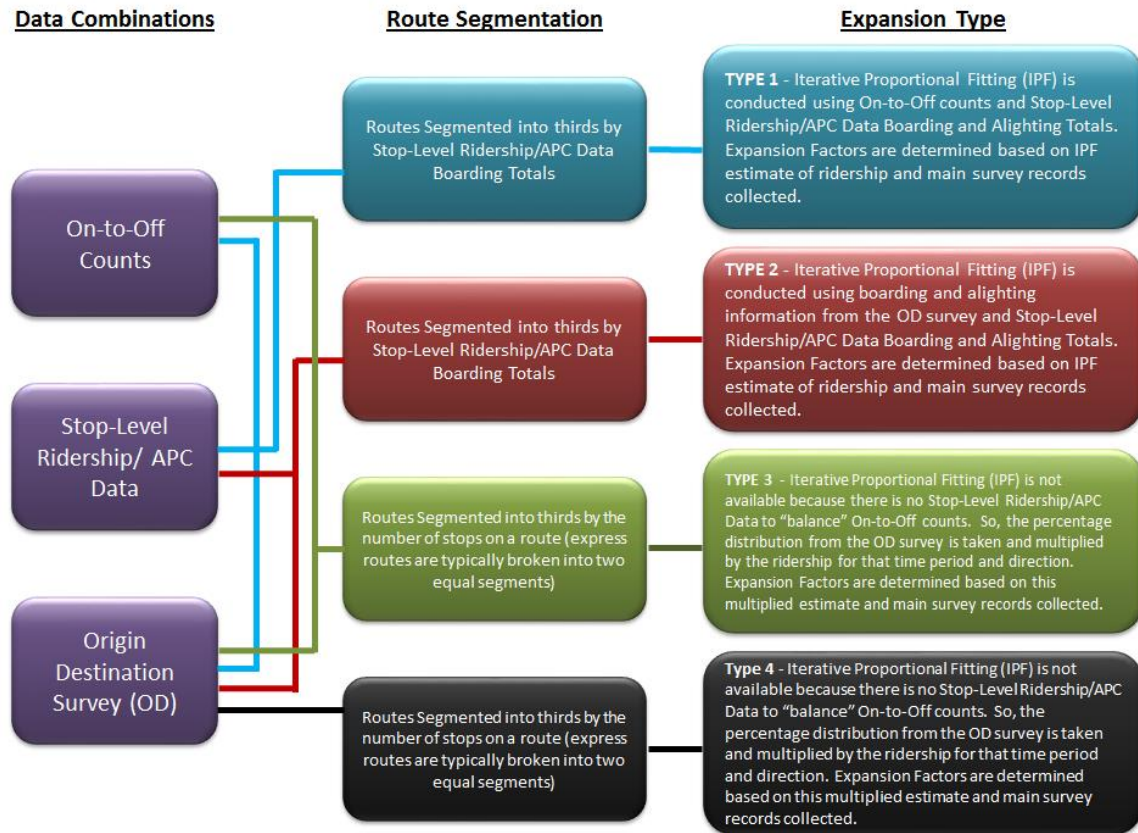 Data Combinations
Route Segmentation
Expansion Type
On-to-Off
Counts
Stop-Level
Ridership/ APC
Data
Origin
Destination
Survey (OD)
Routes Segmented into thirds by
Stop-Level Ridership/APC Data
Boarding Totals
TYPE 1 - Iterative Proportional Fitting (IPF) is
conducted using On-to-Off counts and Stop-Level
Ridership/APC Data Boarding and Alighting Totals.
Expansion Factors are determined based on IPF
estimate of ridership and main survey records
collected.
Routes Segmented into thirds by
Stop-Level Ridership/APC Data
Boarding Totals
TYPE 2 - Iterative Proportional Fitting (IPF) is
conducted using boarding and alighting
information from the OD survey and Stop-Level
Ridership/APC Data Boarding and Alighting Totals.
Expansion Factors are determined based on IPF
estimate of ridership and main survey records
collected.
Routes Segmented into thirds by the
number of stops on a route (express
routes are typically broken into two
equal segments)
TYPE 3 - Iterative Proportional Fitting (IPF) is not
available because there is no Stop-Level Ridership/APC
Data to “balance” On-to-Off counts. So, the percentage
distribution from the OD survey is taken and multiplied
by the ridership for that time period and direction.
Expansion Factors are determined based on this
multiplied estimate and main survey records collected.
Routes Segmented into thirds by the
number of stops on a route (express
routes are typically broken into two
equal segments)
Type 4 - Iterative Proportional Fitting (IPF) is not
available because there is no Stop-Level Ridership/APC
Data to “balance” On-to-Off counts. So, the
percentage distribution from the OD survey is taken
and multiplied by the ridership for that time period
and direction. Expansion Factors are determined
based on this multiplied estimate and main survey
records collected.